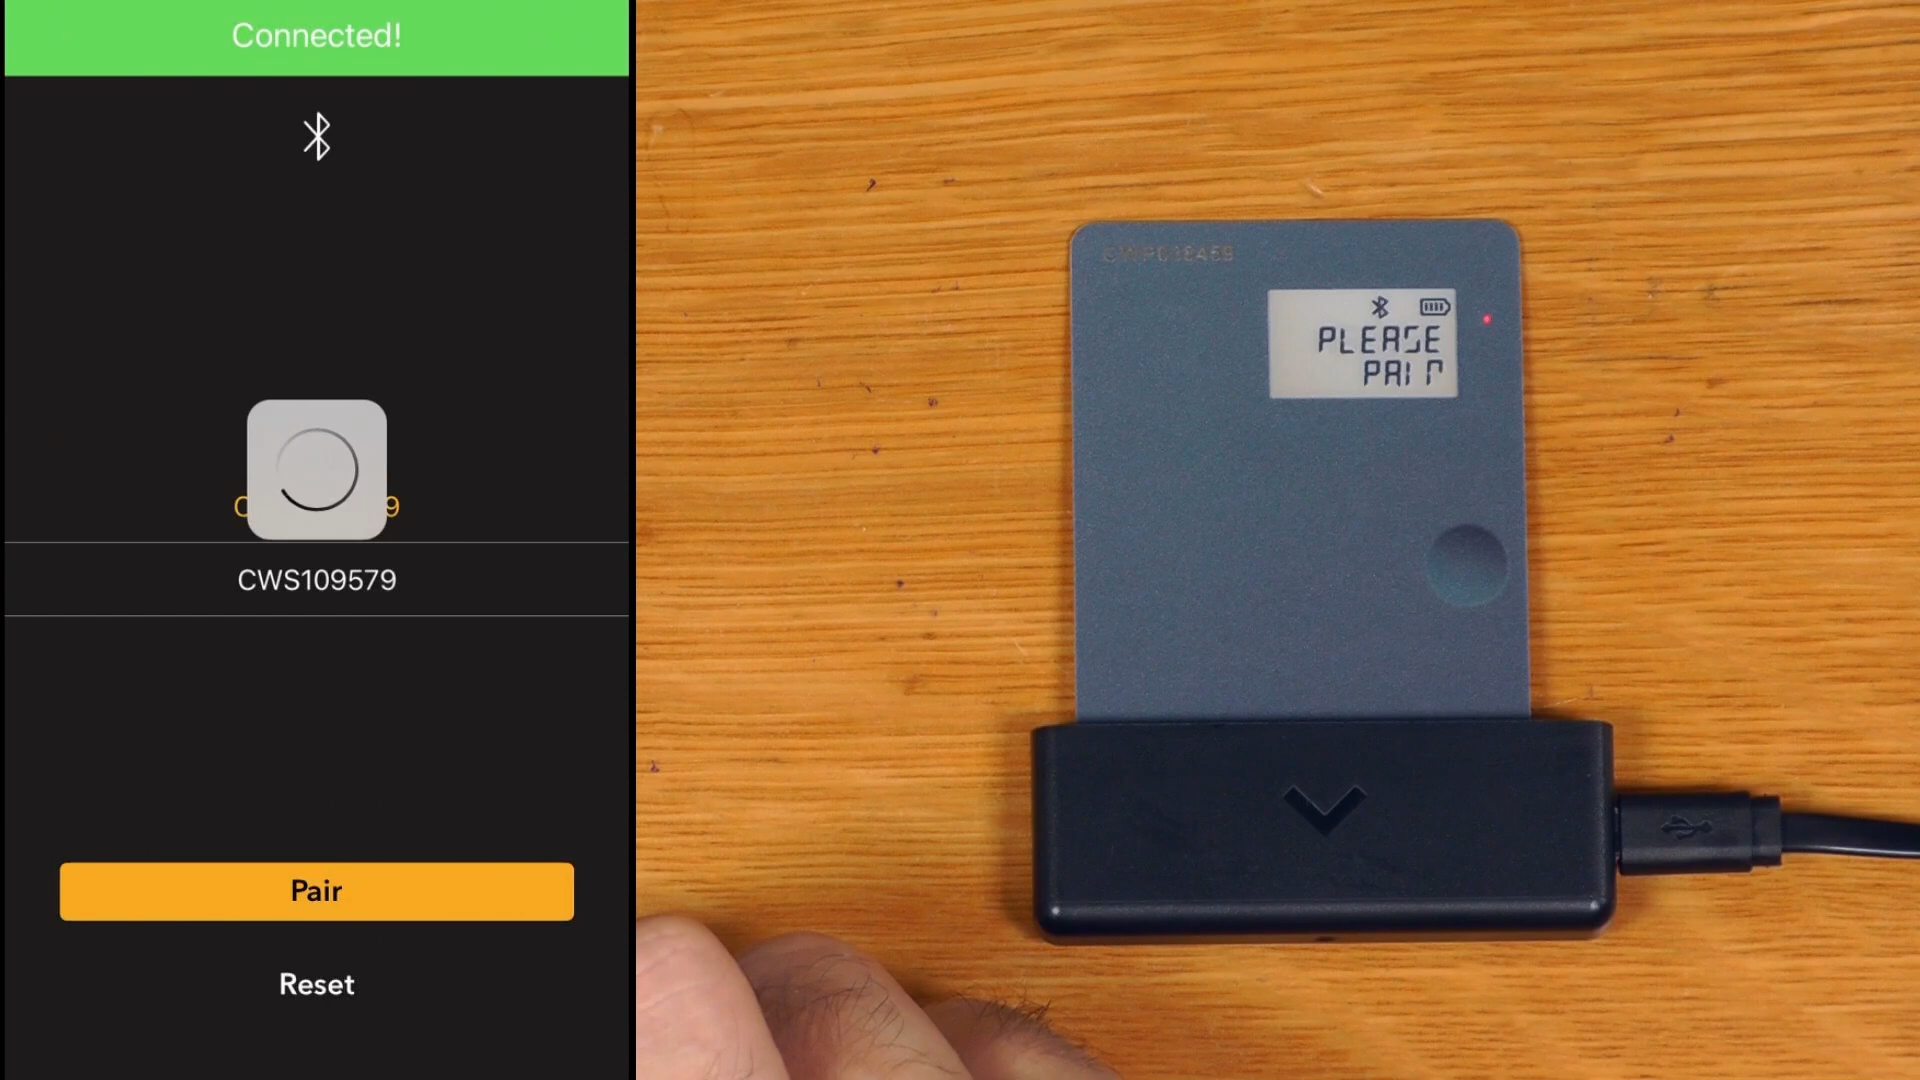 Connected!
CWS109579
Pair
Reset
PLEASE
PAIr